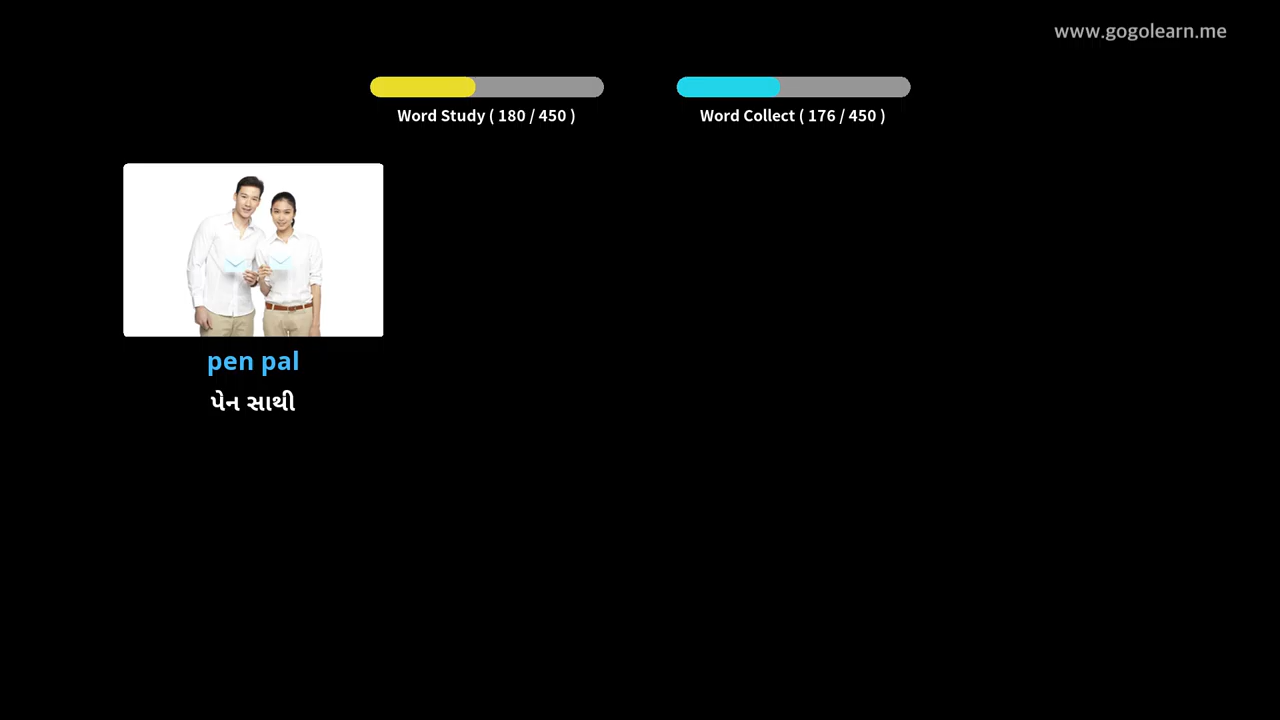 www.gogolearn.me
Word Study ( 180 / 450 )
Word Collect ( 176 / 450 )
pen pal
પેન સાથી